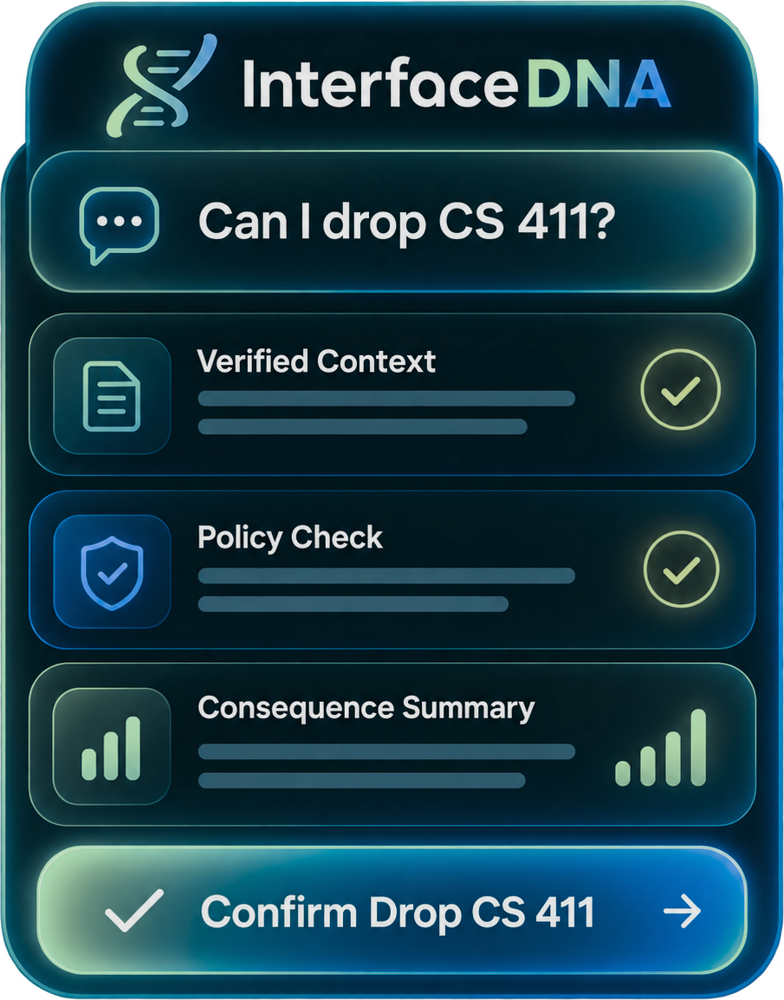 InterfaceDNA
Can I drop CS 411?
Verified Context
Policy Check
Consequence Summary
Confirm Drop CS 411